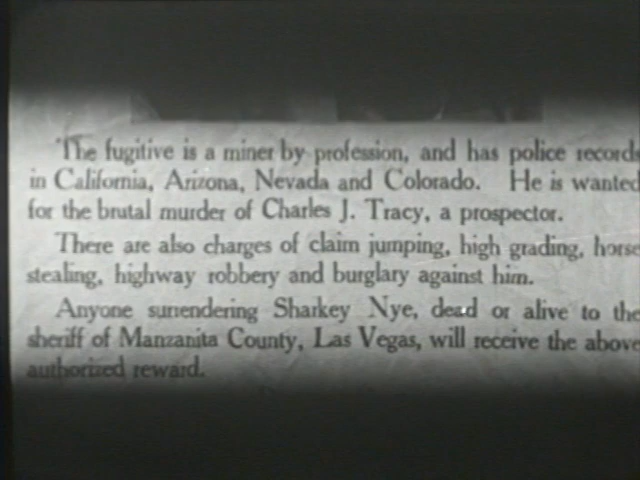 The fugitive is a miner by profession, and has police records
in California, Arizona, Nevada and Colorado. He is wanted
for the brutal murder of Charles J. Tracy, a prospector.
There are also charges of claim jumping, high grading, horse
stealing, highway robbery and burglary against him.
Anyone surrendering Sharkey Nye, dead or alive to the
sheriff of Manzanita County, Las Vegas, will receive the above
authorized reward.